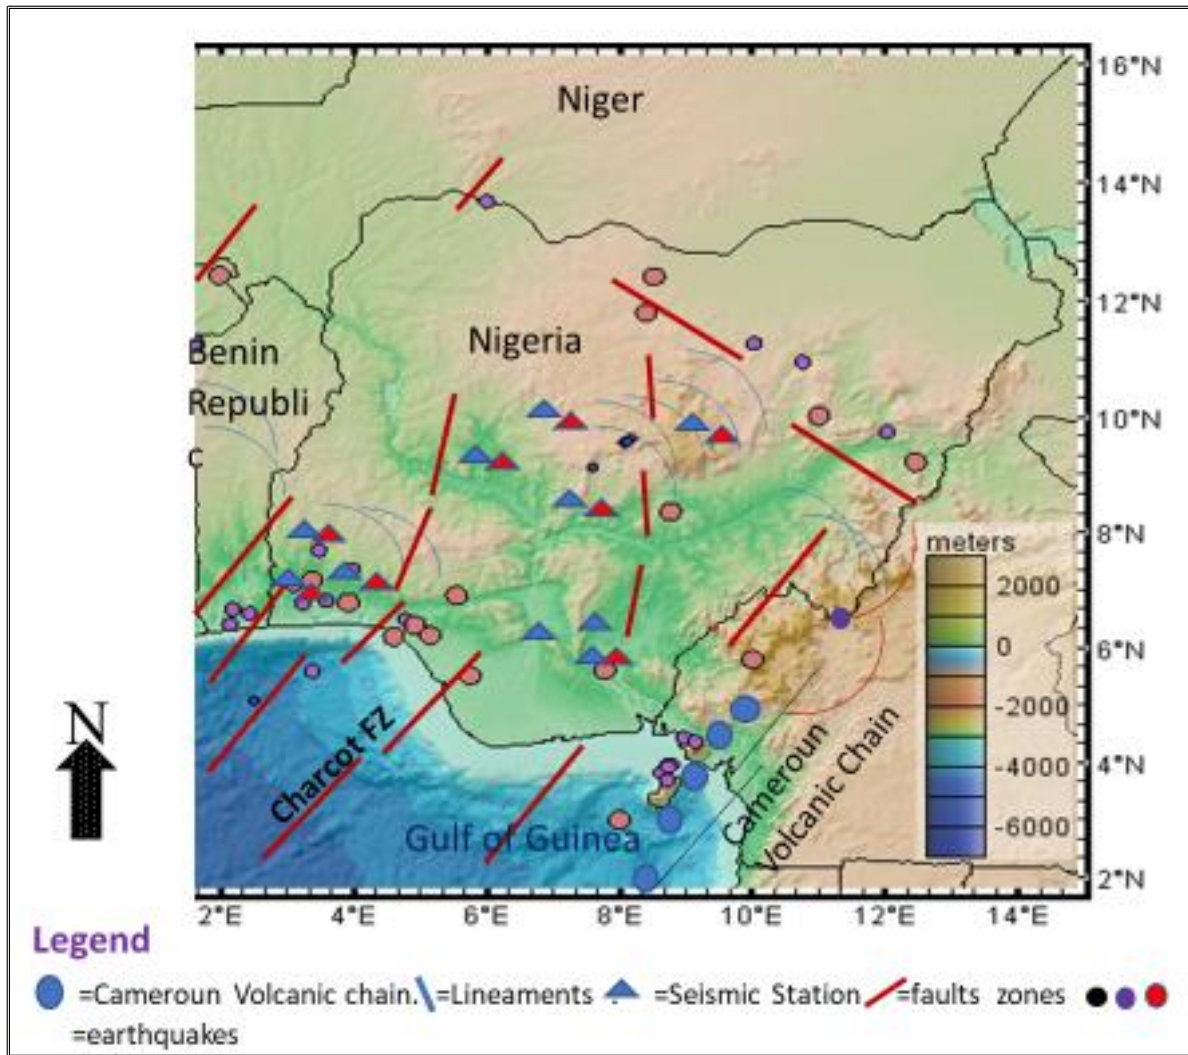 16°N
Niger
14°N
12°N
Nigeria
Benin
Republi
c
10°N
8°N
meters
2000
0
-2000
-4000
-6000
6°N
N
Charcot FZ
4°N
Cameroun
Volcanic Chain
Gulf of Guinea
2°N
2°E 4°E 6°E 8°E 10°E 12°E 14°E
Legend
=Cameroun Volcanic chain. =Lineaments =Seismic Station =faults zones
=earthquakes